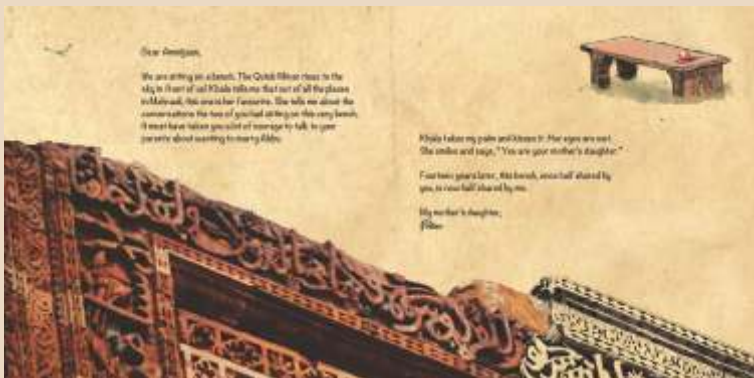 Dear Ammijaan,
We are sitting on a bench. The Qutub Minar rises to the
sky in front of us! Khala tells me that out of all the places
in Mehrauli, this one is her favourite. She tells me about the
conversations the two of you had sitting on this very bench.
It must have taken you a lot of courage to talk to your
parents about wanting to marry Abbu.
Khala takes my palm and kisses it. Her eyes are wet.
She smiles and says, "You are your mother's daughter."
Fourteen years later, this bench, once half shared by
you, is now half shared by me.
My mother's daughter,